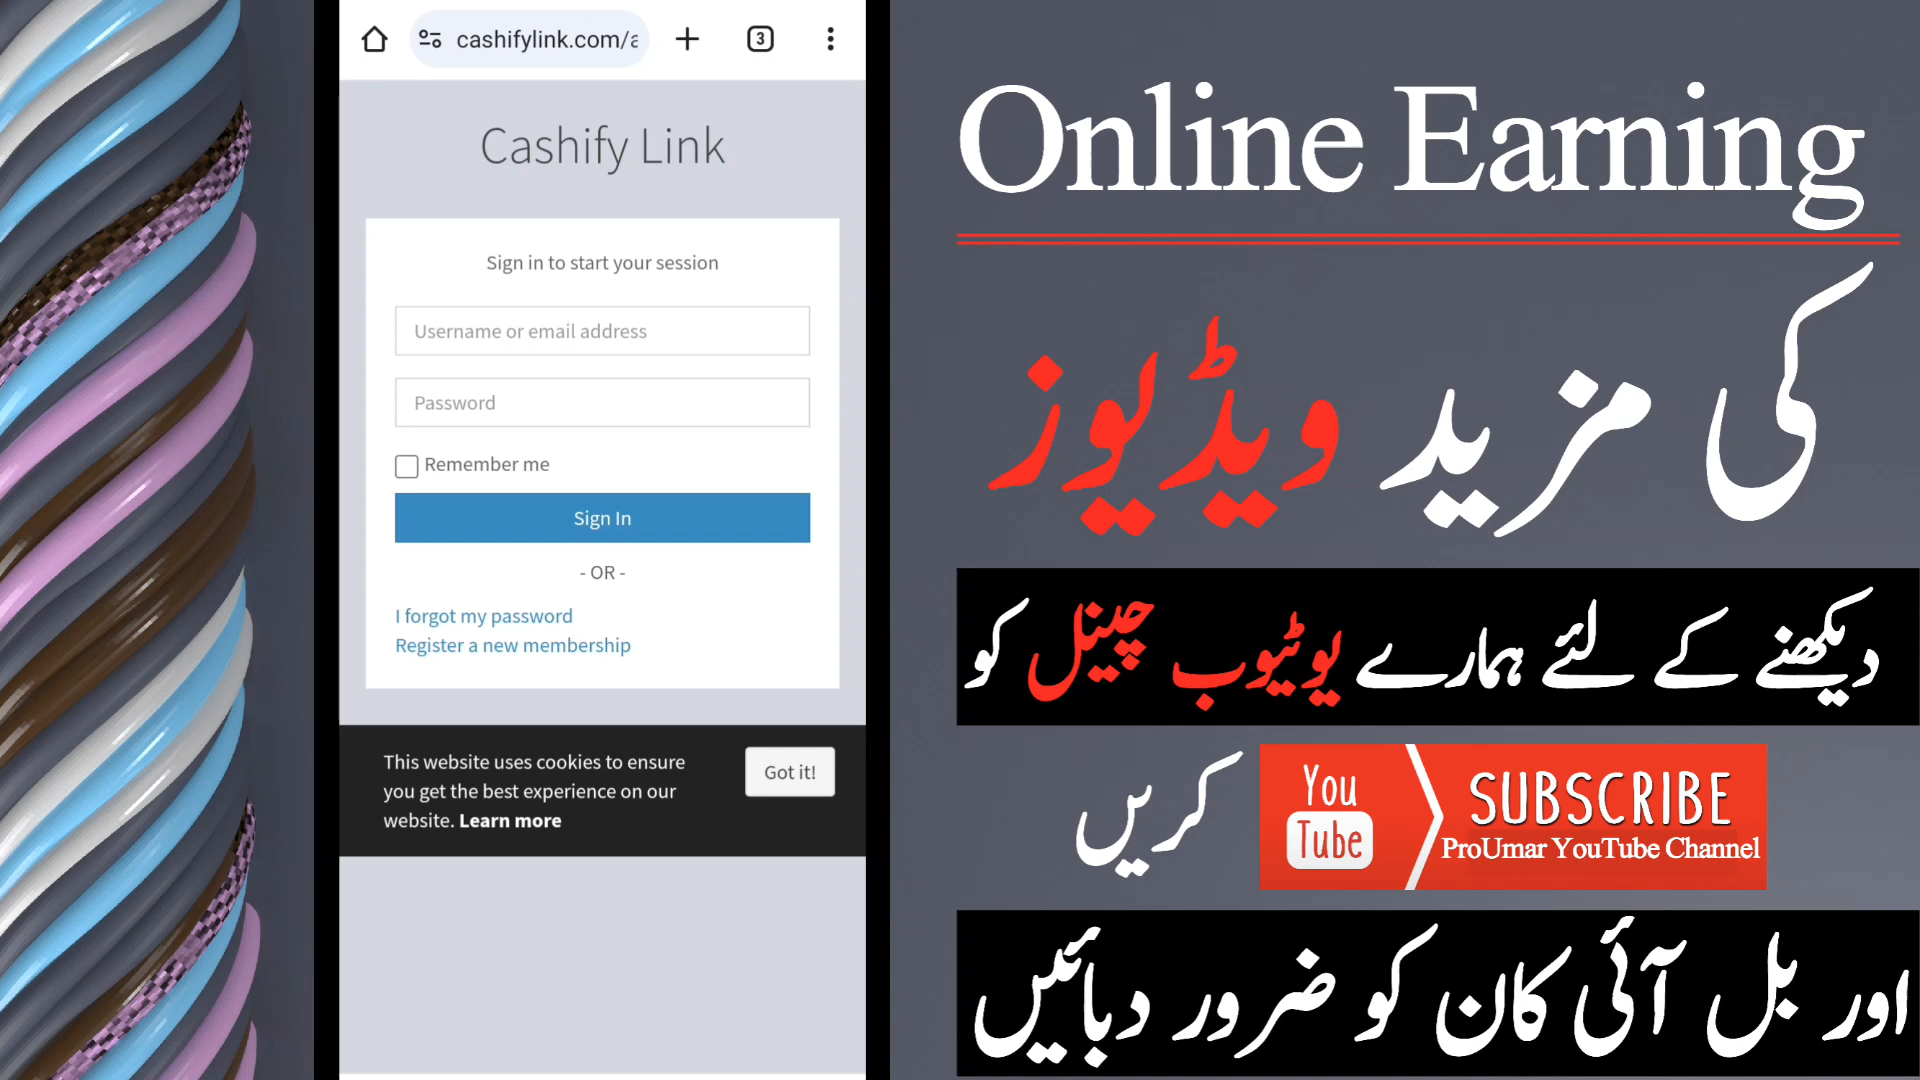 3
cashifylink.com/a
Cashify Link
Sign in to start your session
Username or email address
Password
Remember me
Sign In
- OR -
I forgot my password
Register a new membership
This website uses cookies to ensure
you get the best experience on our
website. Learn more
Got it!
Online Earning
کی مزید ویڈیوز
دیکھنے کے لئے ہمارے یوٹیوب چینل کو
You
Tube
SUBSCRIBE
ProUmar YouTube Channel
کریں
اور بل آئی کان کو ضرور دبائیں